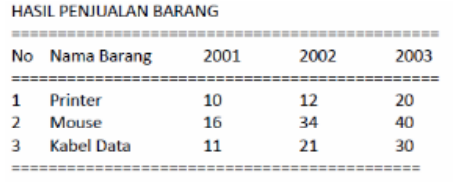 HASIL PENJUALAN BARANG
=============================================
No Nama Barang 2001 2002 2003
=============================================
1 Printer 10 12 20
2 Mouse 16 34 40
3 Kabel Data 11 21 30
===========================================